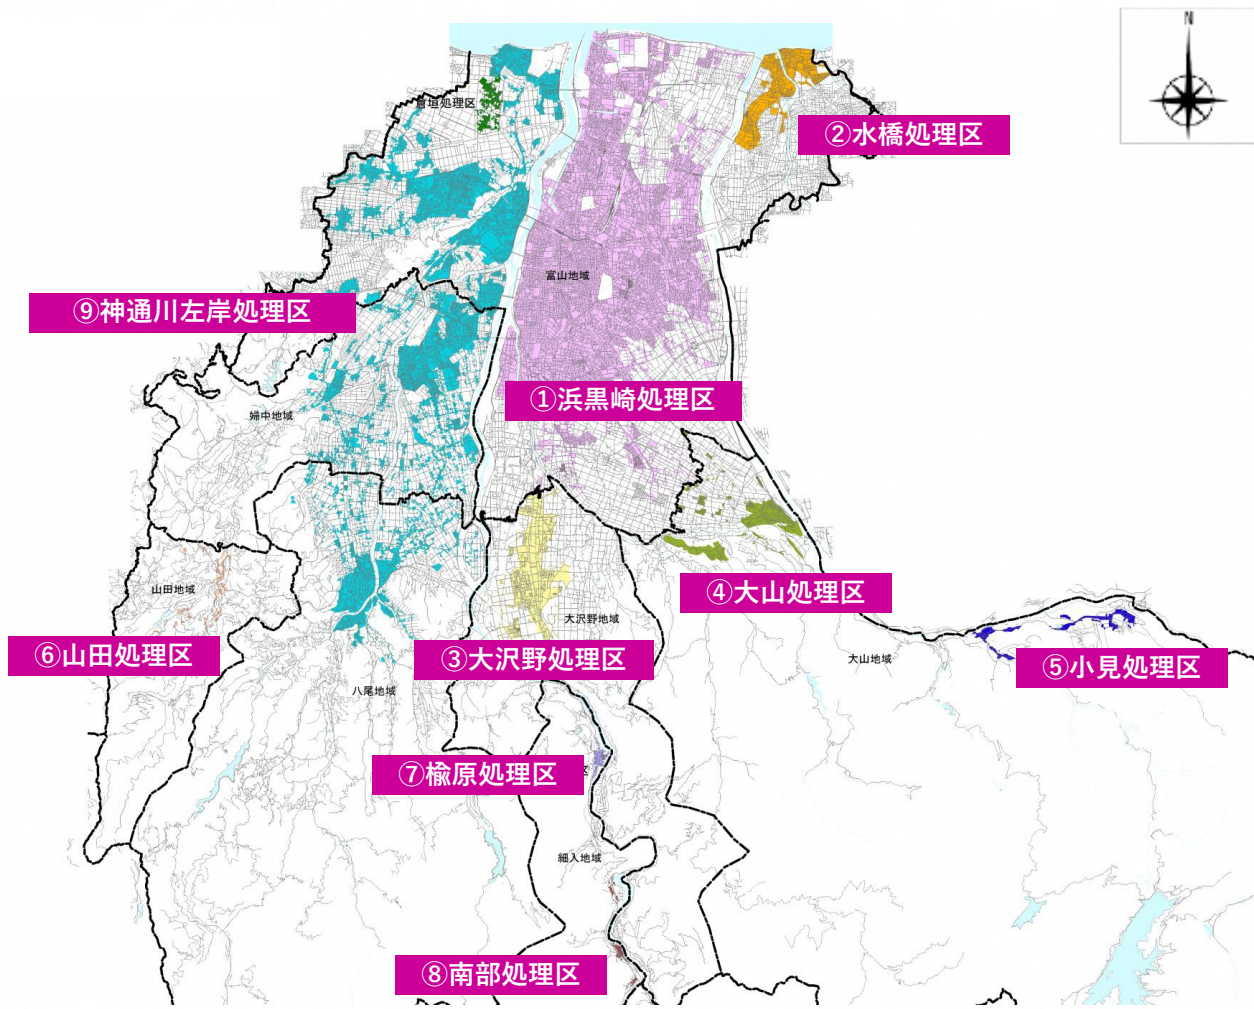 N
倉垣処理区
②水橋処理区
富山地域
⑨神通川左岸処理区
①浜黒崎処理区
婦中地域
山田地域
④大山処理区
大沢野地域
⑥山田処理区
③大沢野処理区
大山地域
⑤小見処理区
八尾地域
⑦楡原処理区
細入地域
⑧南部処理区